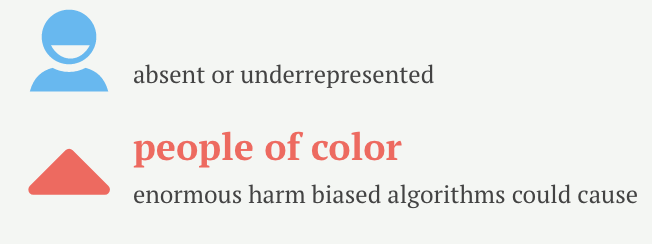 absent or underrepresented
people of color
enormous harm biased algorithms could cause